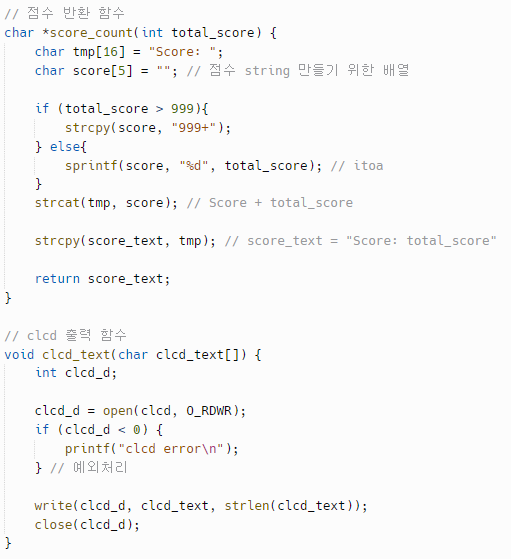 // 점수 반환 함수
char *score_count(int total_score) {
    char tmp[16] = "Score: ";
    char score[5] = ""; // 점수 string 만들기 위한 배열

    if (total_score > 999){
        strcpy(score, "999+");
    } else{
        sprintf(score, "%d", total_score); // itoa
    }
    strcat(tmp, score); // Score + total_score

    strcpy(score_text, tmp); // score_text = "Score: total_score"

    return score_text;
}

// clcd 출력 함수
void clcd_text(char clcd_text[]) {
    int clcd_d;

    clcd_d = open(clcd, O_RDWR);
    if (clcd_d < 0) {
        printf("clcd error\n");
    } // 예외처리

    write(clcd_d, clcd_text, strlen(clcd_text));
    close(clcd_d);
}